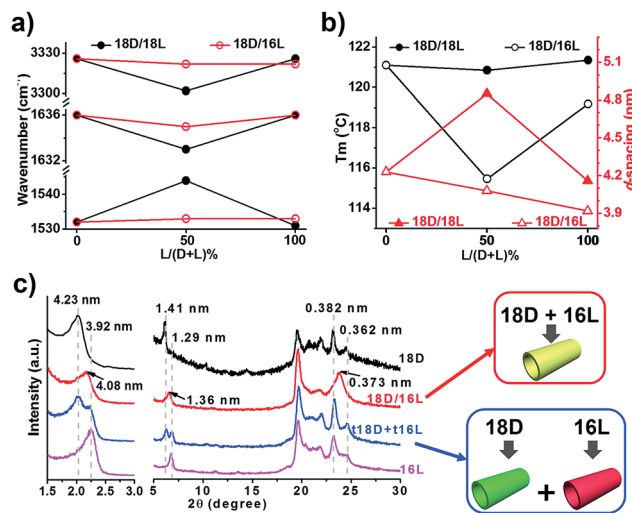 a)
18D/18L
18D/16L
3320
3300
1636
1632
1540
1530
Wavenumber (cm⁻¹)
0
50
100
L/(D+L)%
b)
18D/18L
18D/16L
122
120
118
116
114
Tm (°C)
5.1
4.8
4.5
4.2
3.9
d-spacing (nm)
18D/18L
18D/16L
0
50
100
L/(D+L)%
c)
4.23 nm
3.92 nm
4.08 nm
1.41 nm
1.29 nm
1.36 nm
0.382 nm
0.362 nm
0.373 nm
18D
18D/16L
t18D+t16L
16L
Intensity (a.u.)
1.5
2.0
2.5
3.0
5
10
15
20
25
30
2θ (degree)
18D + 16L
18D
16L
+